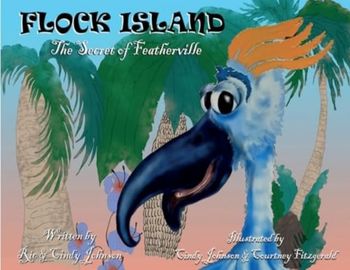 FLOCK ISLAND
The Secret of Featherville
Written by
Ric & Cindy Johnson
Illustrated by
Cindy Johnson & Courtney Fitzgerald